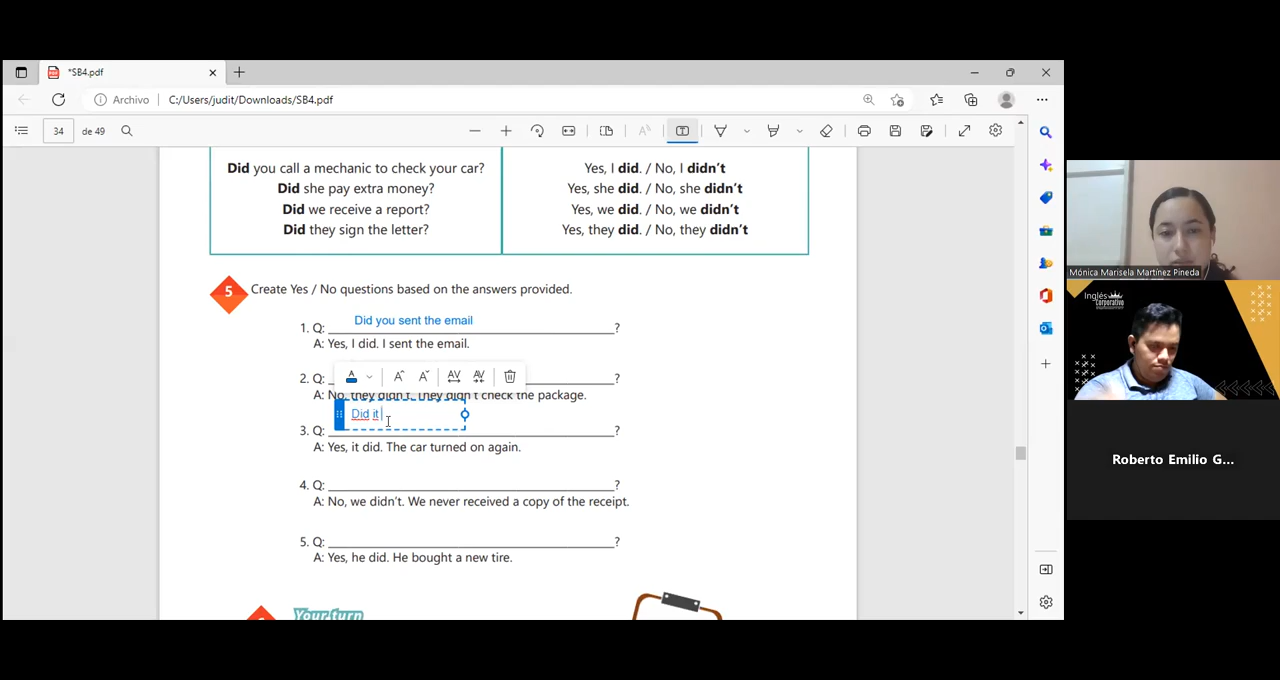 *SB4.pdf
Archivo
C:/Users/judit/Downloads/SB4.pdf
34
de 49
Did you call a mechanic to check your car?
Yes, I did. / No, I didn't
Did she pay extra money?
Yes, she did. / No, she didn't
Did we receive a report?
Yes, we did. / No, we didn't
Did they sign the letter?
Yes, they did. / No, they didn't
5
Create Yes / No questions based on the answers provided.
Did you sent the email
1. Q: ?
A: Yes, I did. I sent the email.
2. Q: ?
A: No, they didn't. They didn't check the package.
Did it
3. Q: ?
A: Yes, it did. The car turned on again.
4. Q: ?
A: No, we didn't. We never received a copy of the receipt.
5. Q: ?
A: Yes, he did. He bought a new tire.
Your turn
Mónica Marisela Martínez Pineda
Inglés
Corporativo
Roberto Emilio G...